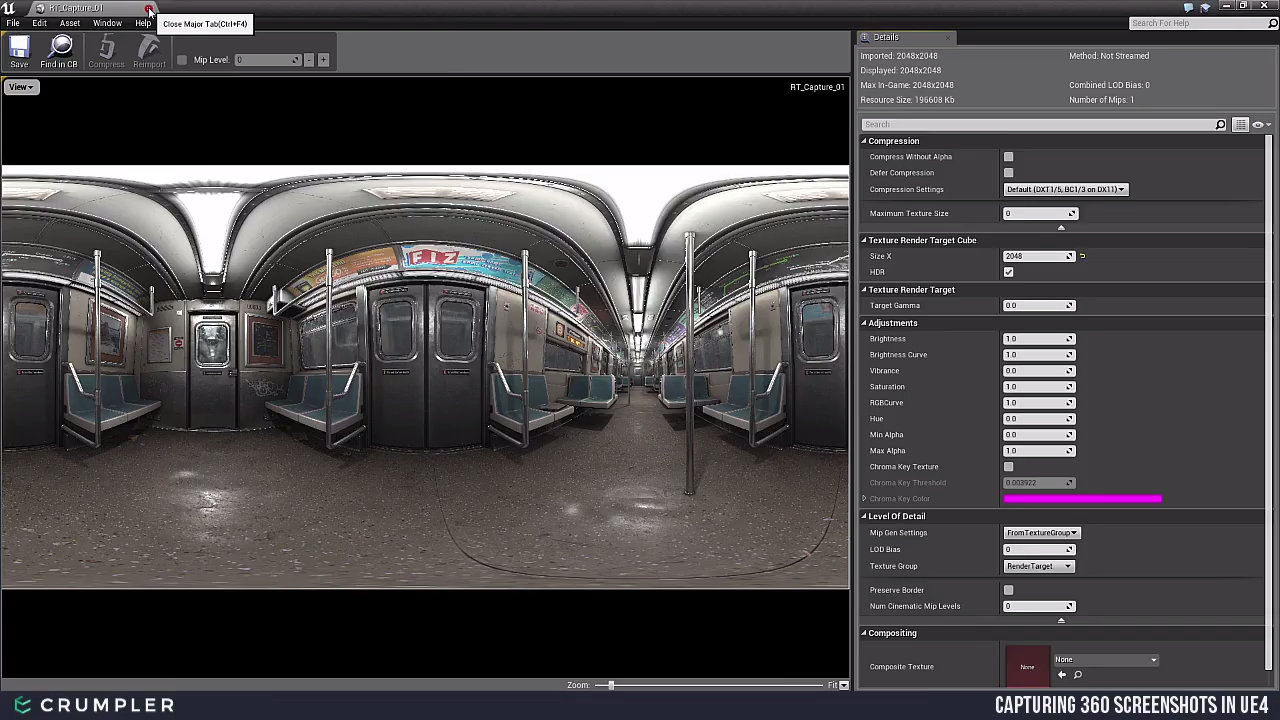 RT_Capture_01
File Edit Asset Window Help
Close Major Tab(Ctrl+F4)
Search For Help
Save Find in CB Compress Reimport Mip Level: 0 - +
View
RT_Capture_01
FIZ
Zoom: Fit
Details
Imported: 2048x2048 Method: Not Streamed
Displayed: 2048x2048
Max In-Game: 2048x2048 Combined LOD Bias: 0
Resource Size: 196608 Kb Number of Mips: 1
Search
Compression
Compress Without Alpha
Defer Compression
Compression Settings Default (DXT1/5, BC1/3 on DX11)
Maximum Texture Size 0
Texture Render Target Cube
Size X 2048
HDR
Texture Render Target
Target Gamma 0.0
Adjustments
Brightness 1.0
Brightness Curve 1.0
Vibrance 0.0
Saturation 1.0
RGBCurve 1.0
Hue 0.0
Min Alpha 0.0
Max Alpha 1.0
Chroma Key Texture
Chroma Key Threshold 0.003922
Chroma Key Color
Level Of Detail
Mip Gen Settings FromTextureGroup
LOD Bias 0
Texture Group RenderTarget
Preserve Border
Num Cinematic Mip Levels 0
Compositing
Composite Texture None None
CRUMPLER
CAPTURING 360 SCREENSHOTS IN UE4